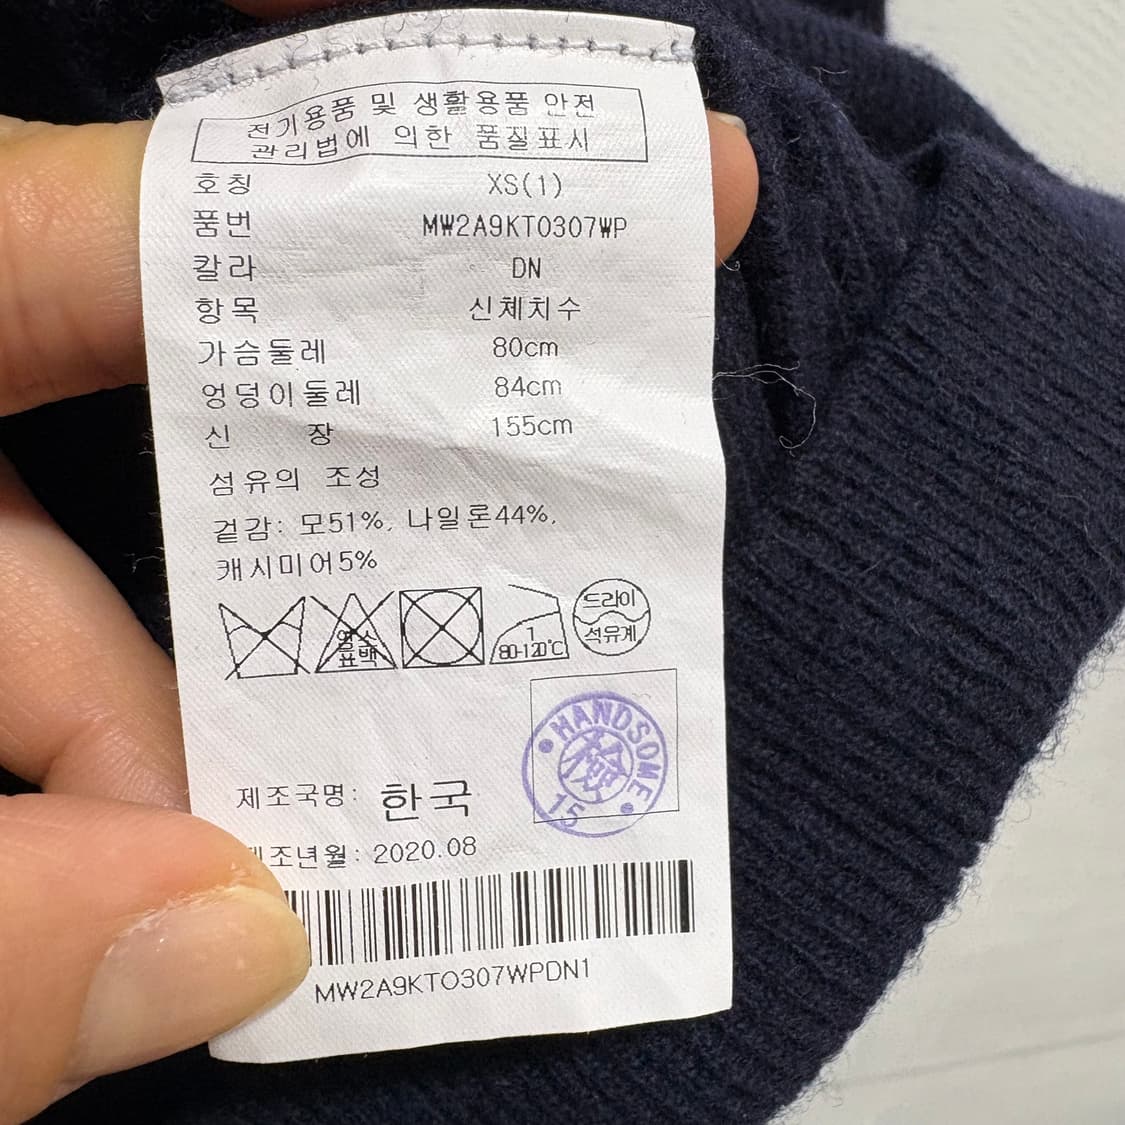 전기용품 및 생활용품 안전
관리법에 의한 품질표시
호칭 XS(1)
품번 MW2A9KTO307WP
칼라 DN
항목 신체치수
가슴둘레 80cm
엉덩이둘레 84cm
신 장 155cm
섬유의 조성
겉감: 모51%, 나일론44%,
캐시미어5%
염소
표백
1
80-120℃
드라이
석유계
HANDSOME
檢
15
제조국명: 한국
제조년월: 2020.08
MW2A9KTO307WPDN1